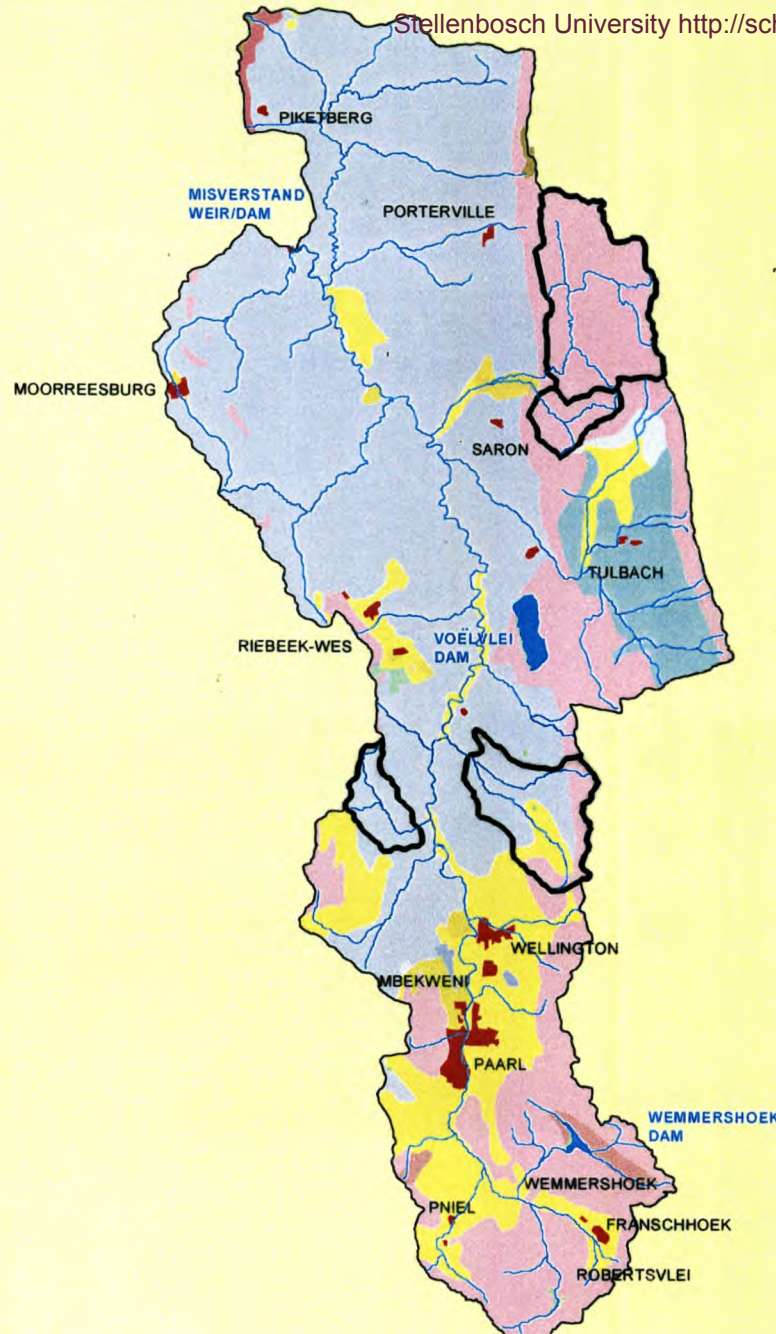 Stellenbosch University http://sch
PIKETBERG
MISVERSTAND
WEIR/DAM
PORTERVILLE
MOORREESBURG
SARON
TULBACH
RIEBEEK-WES
VOËLVLEI
DAM
WELLINGTON
MBEKWENI
PAARL
WEMMERSHOEK
DAM
WEMMERSHOEK
PNIEL
FRANSCHHOEK
ROBERTSVLEI